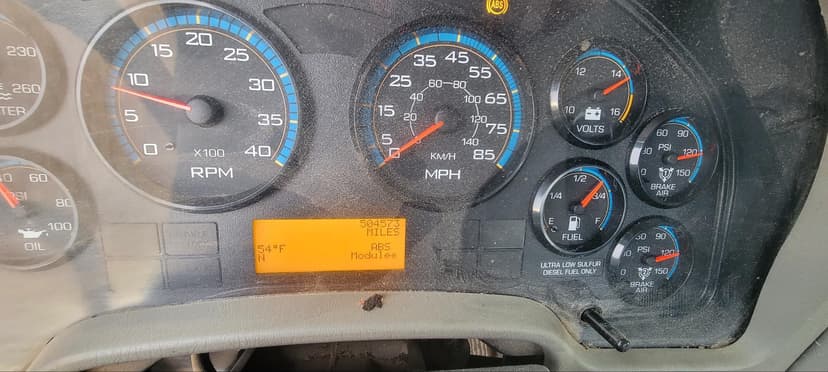 230
260
TER
40
60
80
100
OIL
0
5
10
15
20
25
30
35
40
X100
RPM
0
5
15
25
35
45
55
65
75
85
20
40
60
80
100
120
140
KM/H
MPH
504573
MILES
54°F
ABS
N
Modules
ABS
10
12
14
16
VOLTS
E
1/4
1/2
3/4
F
FUEL
ULTRA LOW SULFUR
DIESEL FUEL ONLY
0
30
60
90
120
150
PSI
1
BRAKE
AIR
0
30
60
90
120
150
PSI
2
BRAKE
AIR